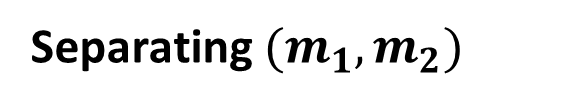 Separating (m₁, m₂)